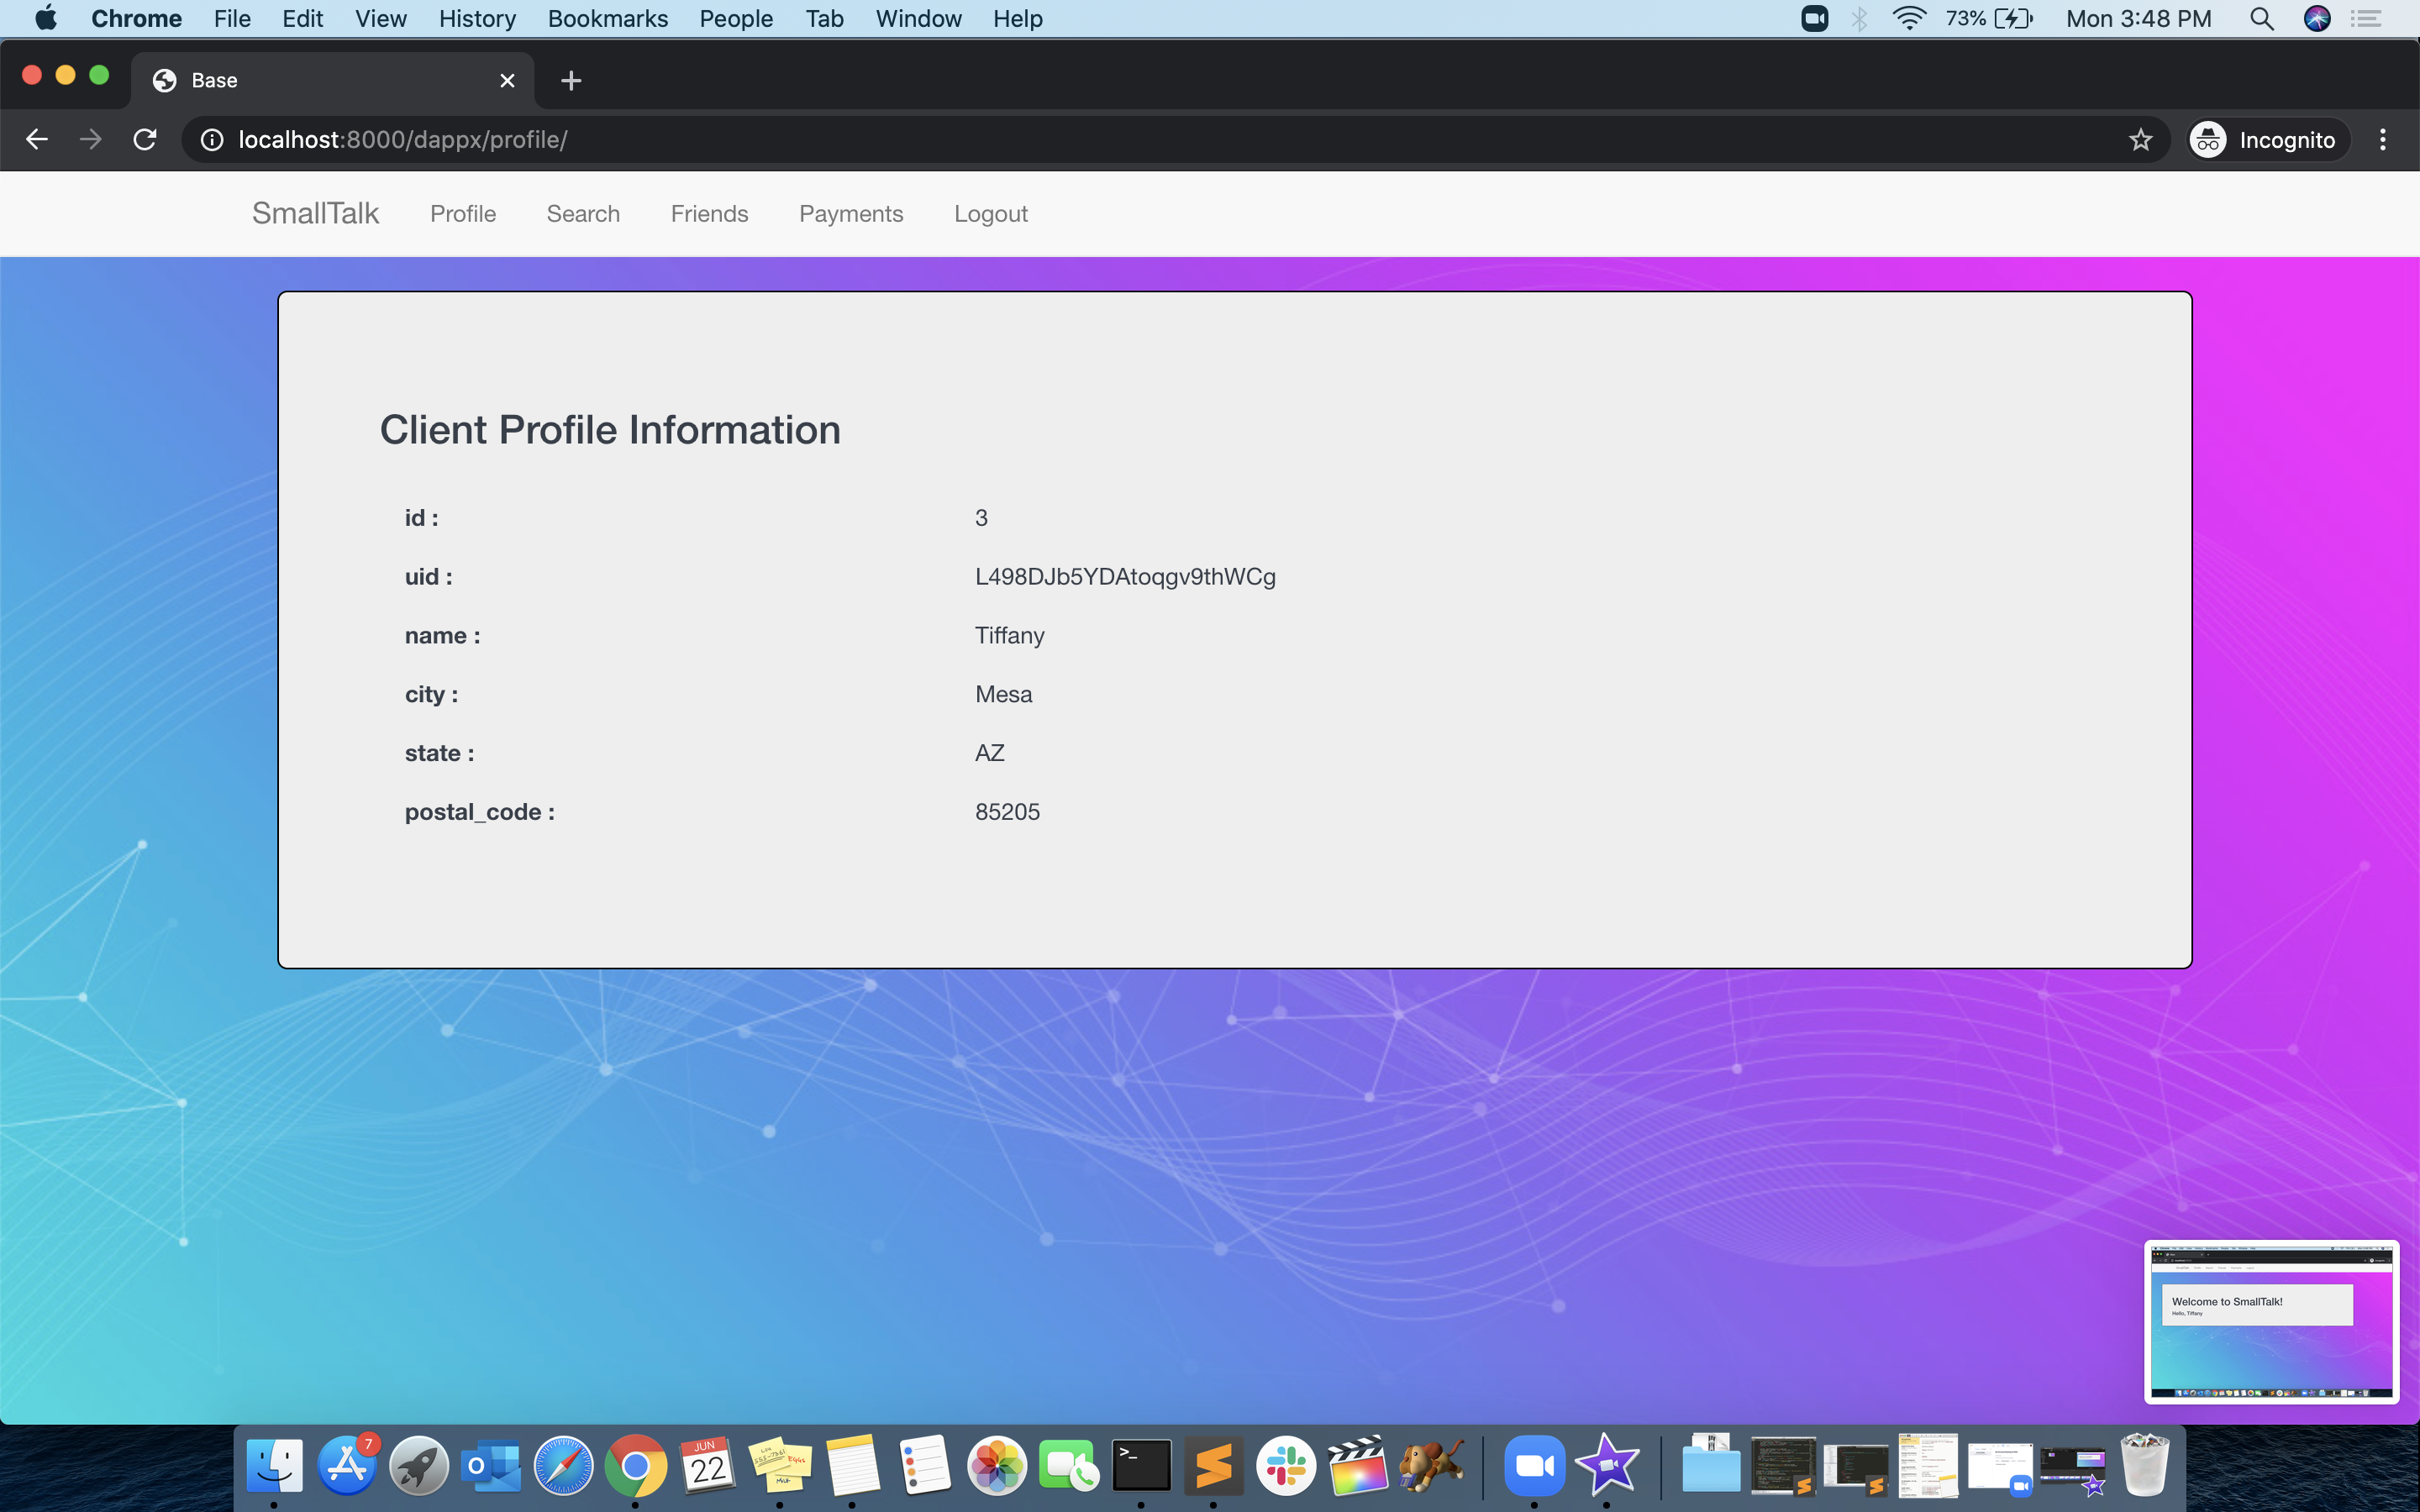 Chrome File Edit View History Bookmarks People Tab Window Help 73% Mon 3:48 PM
Base
localhost:8000/dappx/profile/ Incognito
SmallTalk Profile Search Friends Payments Logout
Client Profile Information
id : 3
uid : L498DJb5YDAtoqgv9thWCg
name : Tiffany
city : Mesa
state : AZ
postal_code : 85205
Welcome to SmallTalk!
Hello, Tiffany
7
JUN
22